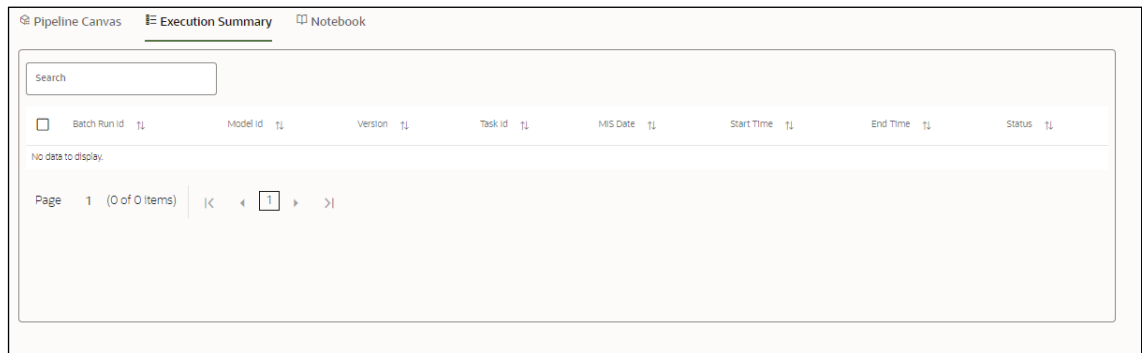 Pipeline Canvas Execution Summary Notebook
Search
Batch Run Id Model Id Version Task Id MIS Date Start Time End Time Status
No data to display.
Page 1 (0 of 0 Items) 1